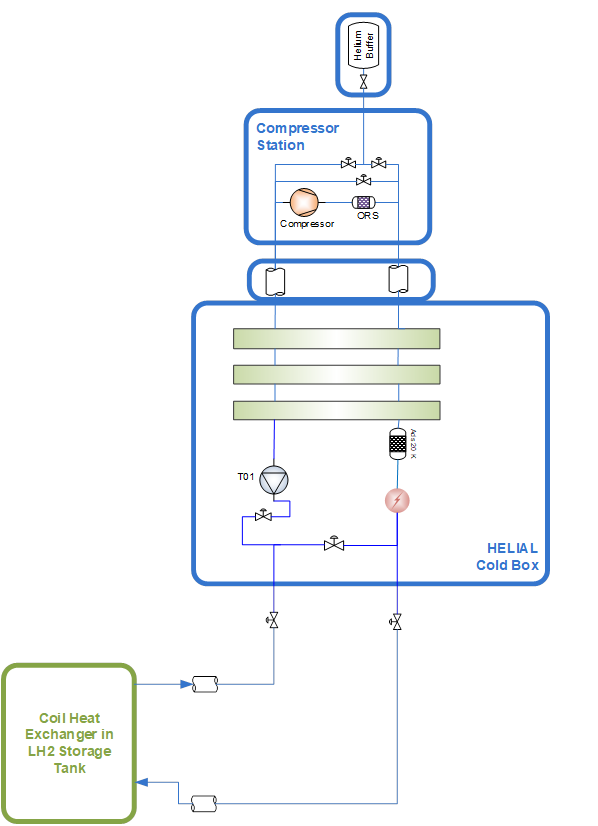 Helium
Buffer
Compressor
Station
Compressor
ORS
Ads 20 K
T01
HELIAL
Cold Box
Coil Heat
Exchanger in
LH2 Storage
Tank